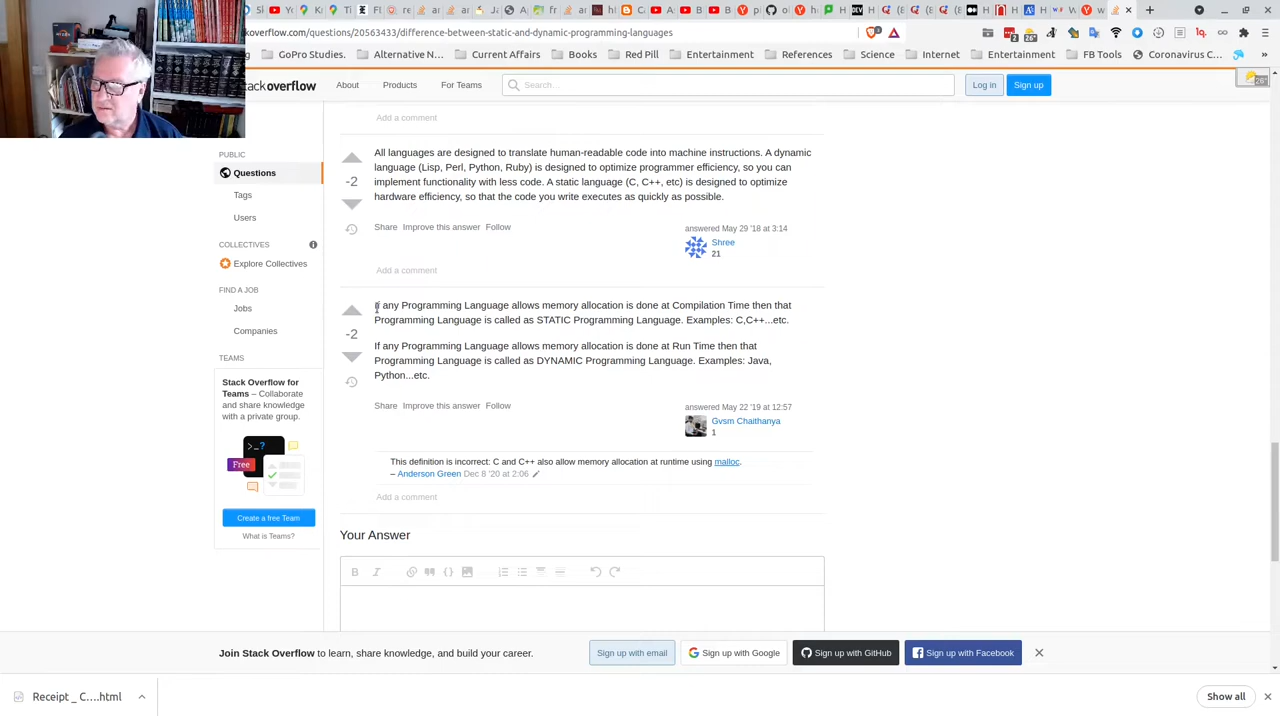 koverflow.com/questions/20563433/difference-between-static-and-dynamic-programming-languages
GoPro Studies. Alternative N... Current Affairs Books Red Pill Entertainment References Science Internet Entertainment FB Tools Coronavirus C... »
stackoverflow About Products For Teams Search... Log in Sign up
Add a comment
PUBLIC
Questions
Tags
Users
COLLECTIVES
Explore Collectives
FIND A JOB
Jobs
Companies
TEAMS
Stack Overflow for
Teams – Collaborate
and share knowledge
with a private group.
Free
Create a free Team
What is Teams?
All languages are designed to translate human-readable code into machine instructions. A dynamic
language (Lisp, Perl, Python, Ruby) is designed to optimize programmer efficiency, so you can
-2
implement functionality with less code. A static language (C, C++, etc) is designed to optimize
hardware efficiency, so that the code you write executes as quickly as possible.
Share Improve this answer Follow
answered May 29 '18 at 3:14
Shree
21
Add a comment
If any Programming Language allows memory allocation is done at Compilation Time then that
Programming Language is called as STATIC Programming Language. Examples: C,C++...etc.
-2
If any Programming Language allows memory allocation is done at Run Time then that
Programming Language is called as DYNAMIC Programming Language. Examples: Java,
Python...etc.
Share Improve this answer Follow
answered May 22 '19 at 12:57
Gvsm Chaithanya
1
This definition is incorrect: C and C++ also allow memory allocation at runtime using malloc.
– Anderson Green Dec 8 '20 at 2:06
Add a comment
Your Answer
B I
Join Stack Overflow to learn, share knowledge, and build your career. Sign up with email Sign up with Google Sign up with GitHub Sign up with Facebook
Receipt _ C....html Show all